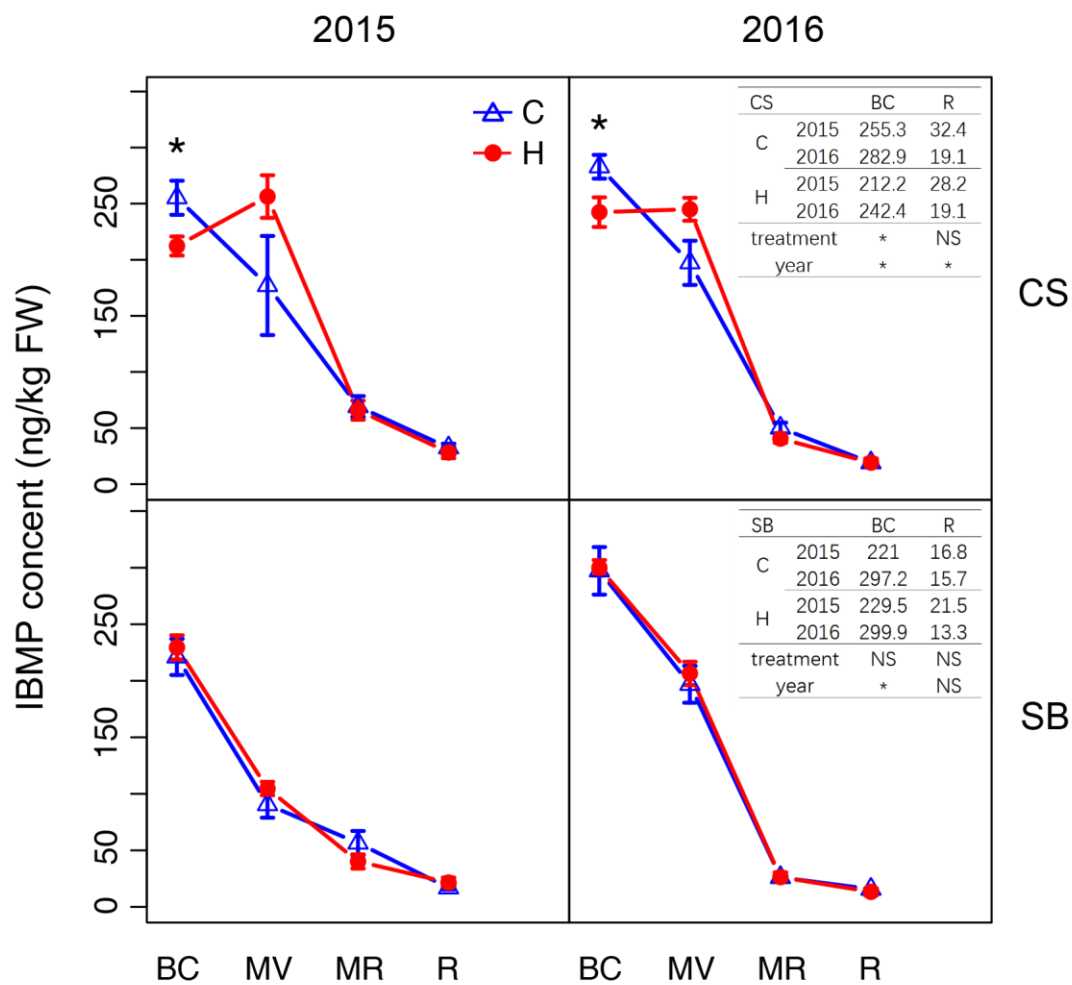 2015 2016
C
H
*
*
CS BC R
C 2015 255.3 32.4
2016 282.9 19.1
H 2015 212.2 28.2
2016 242.4 19.1
treatment * NS
year * *
CS
250
150
50
0
IBMP concent (ng/kg FW)
SB BC R
C 2015 221 16.8
2016 297.2 15.7
H 2015 229.5 21.5
2016 299.9 13.3
treatment NS NS
year * NS
SB
250
150
50
0
BC MV MR R BC MV MR R